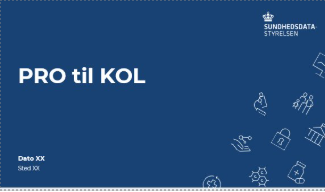 SUNDHEDSDATA-
STYRELSEN
PRO til KOL
Dato XX
Sted XX